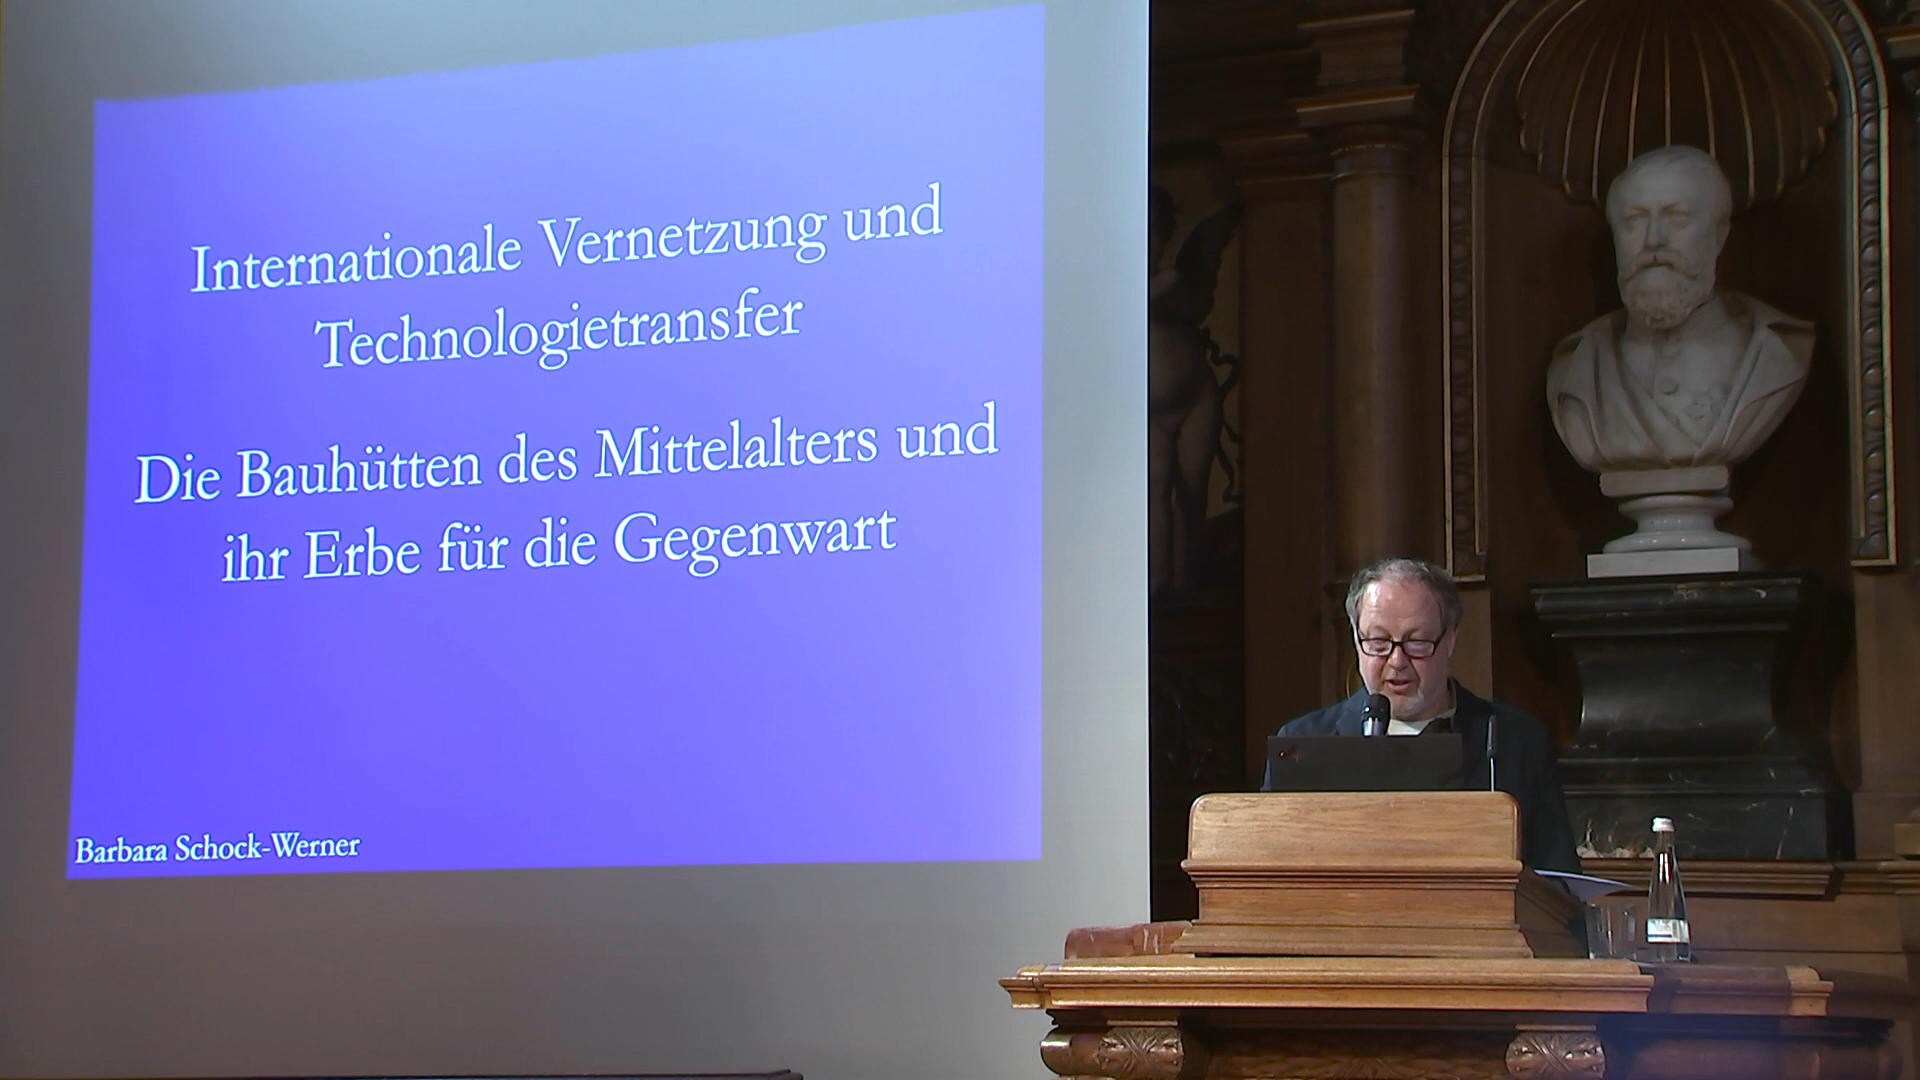 Internationale Vernetzung und
Technologietransfer
Die Bauhütten des Mittelalters und
ihr Erbe für die Gegenwart
Barbara Schock-Werner